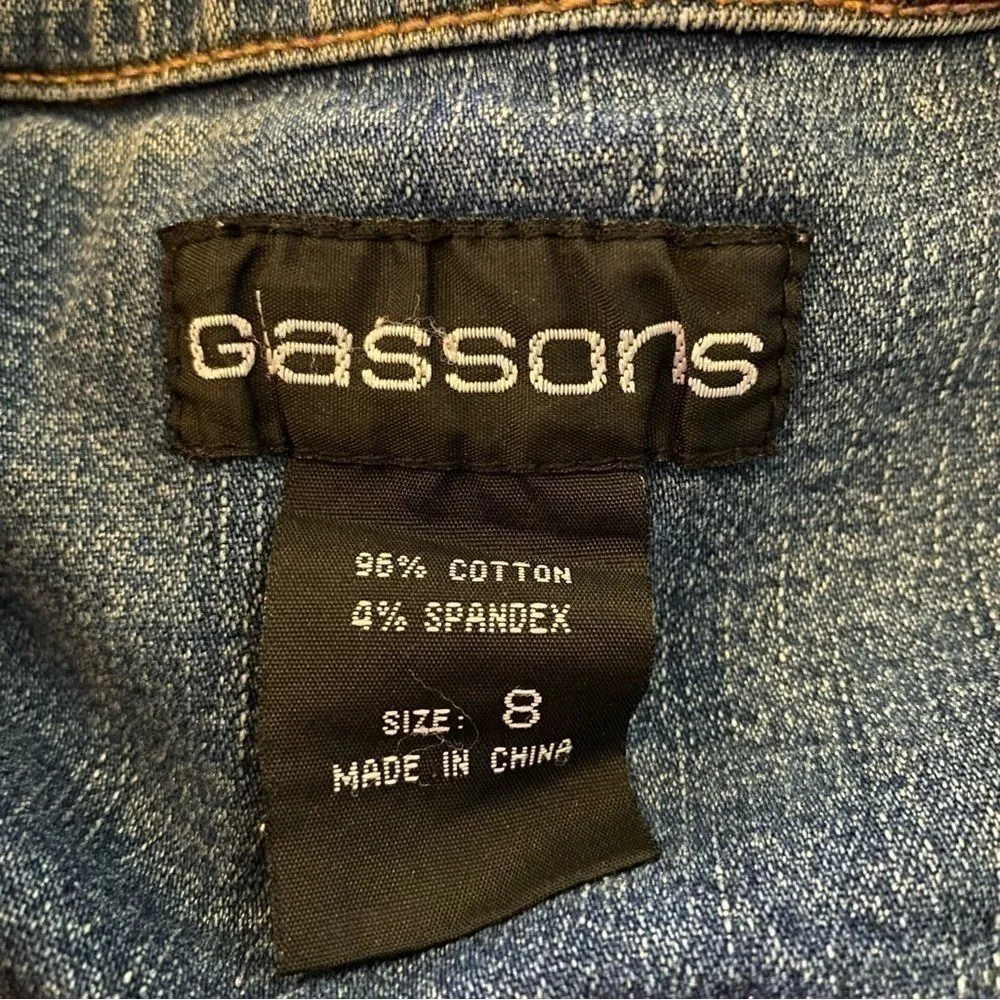 Gassons
96% COTTON
4% SPANDEX
SIZE: 8
MADE IN CHINA